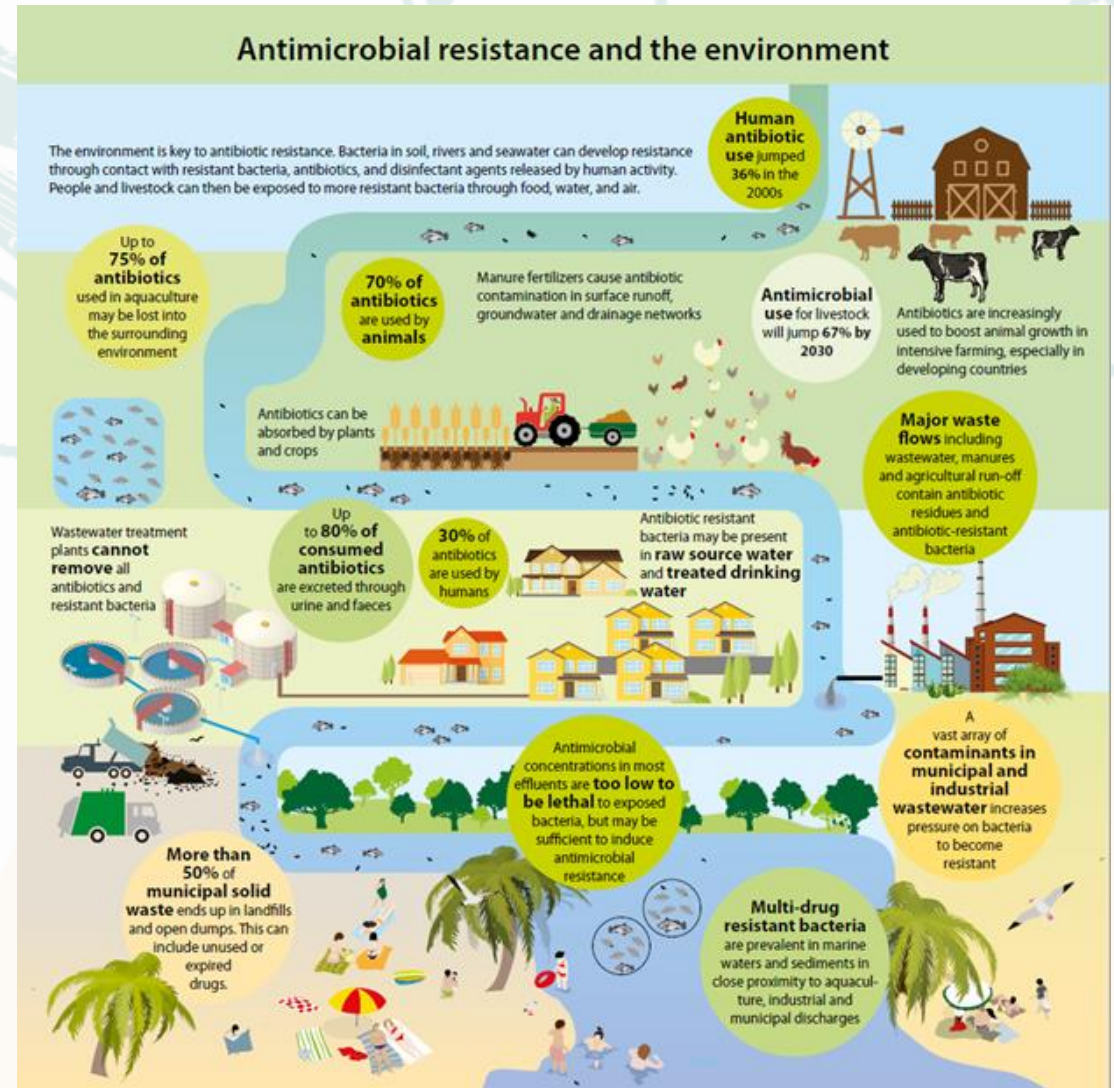 Antimicrobial resistance and the environment
The environment is key to antibiotic resistance. Bacteria in soil, rivers and seawater can develop resistance
through contact with resistant bacteria, antibiotics, and disinfectant agents released by human activity.
People and livestock can then be exposed to more resistant bacteria through food, water, and air.
Human
antibiotic
use jumped
36% in the
2000s
Up to
75% of
antibiotics
used in aquaculture
may be lost into
the surrounding
environment
70% of
antibiotics
are used by
animals
Manure fertilizers cause antibiotic
contamination in surface runoff,
groundwater and drainage networks
Antimicrobial
use for livestock
will jump 67% by
2030
Antibiotics are increasingly
used to boost animal growth in
intensive farming, especially in
developing countries
Antibiotics can be
absorbed by plants
and crops
Major waste
flows including
wastewater, manures
and agricultural run-off
contain antibiotic
residues and
antibiotic-resistant
bacteria
Wastewater treatment
plants cannot
remove all
antibiotics and
resistant bacteria
Up
to 80% of
consumed
antibiotics
are excreted through
urine and faeces
30% of
antibiotics
are used by
humans
Antibiotic resistant
bacteria may be present
in raw source water
and treated drinking
water
Antimicrobial
concentrations in most
effluents are too low to
be lethal to exposed
bacteria, but may be
sufficient to induce
antimicrobial
resistance
A
vast array of
contaminants in
municipal and
industrial
wastewater increases
pressure on bacteria
to become
resistant
More than
50% of
municipal solid
waste ends up in landfills
and open dumps. This can
include unused or
expired
drugs.
Multi-drug
resistant bacteria
are prevalent in marine
waters and sediments in
close proximity to aquacul-
ture, industrial and
municipal discharges